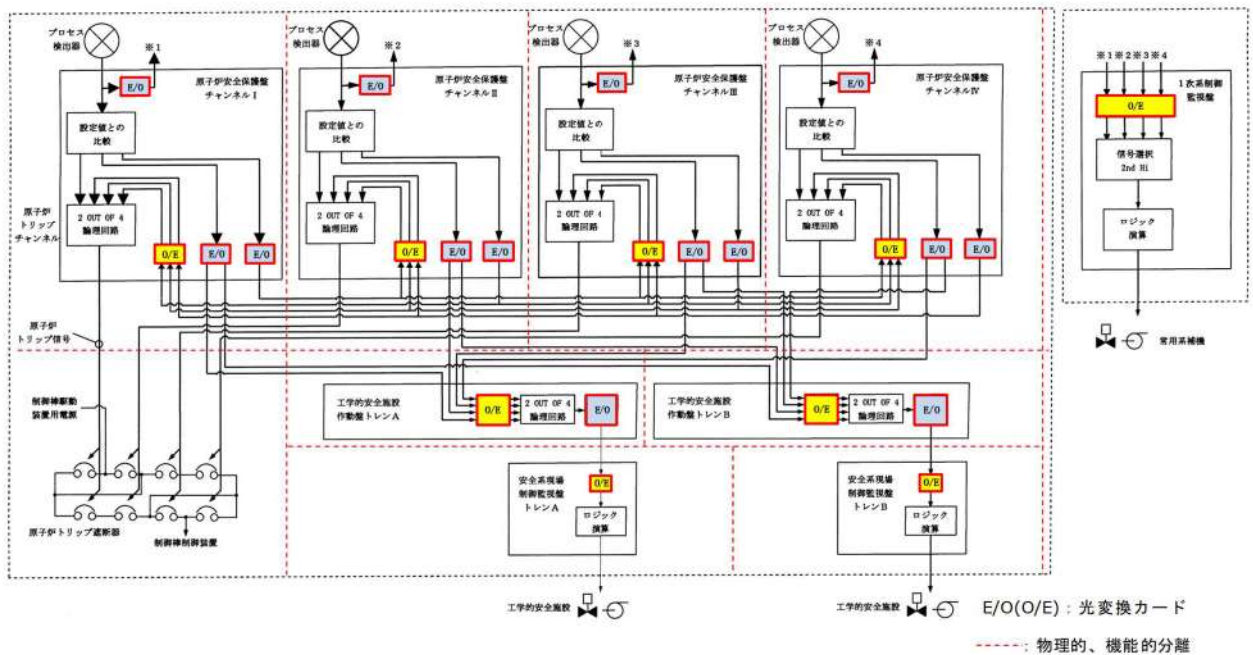 プロセス
検出器
※1
E/O
原子炉安全保護盤
チャンネルⅠ
設定値との
比較
2 OUT OF 4
論理回路
O/E
E/O
E/O
プロセス
検出器
※2
E/O
原子炉安全保護盤
チャンネルⅡ
設定値との
比較
2 OUT OF 4
論理回路
O/E
E/O
E/O
プロセス
検出器
※3
E/O
原子炉安全保護盤
チャンネルⅢ
設定値との
比較
2 OUT OF 4
論理回路
O/E
E/O
E/O
プロセス
検出器
※4
E/O
原子炉安全保護盤
チャンネルⅣ
設定値との
比較
2 OUT OF 4
論理回路
O/E
E/O
E/O
※1 ※2 ※3 ※4
1次系制御
監視盤
O/E
信号選択
2nd Hi
ロジック
演算
常用系補機
原子炉
トリップ
チャンネル
原子炉
トリップ信号
制御棒駆動
装置用電源
原子炉トリップ遮断器
制御棒制御装置
工学的安全施設
作動盤トレンA
O/E
2 OUT OF 4
論理回路
E/O
工学的安全施設
作動盤トレンB
O/E
2 OUT OF 4
論理回路
E/O
安全系現場
制御監視盤
トレンA
O/E
ロジック
演算
安全系現場
制御監視盤
トレンB
O/E
ロジック
演算
工学的安全施設
工学的安全施設
E/O(O/E)：光変換カード
-----：物理的、機能的分離